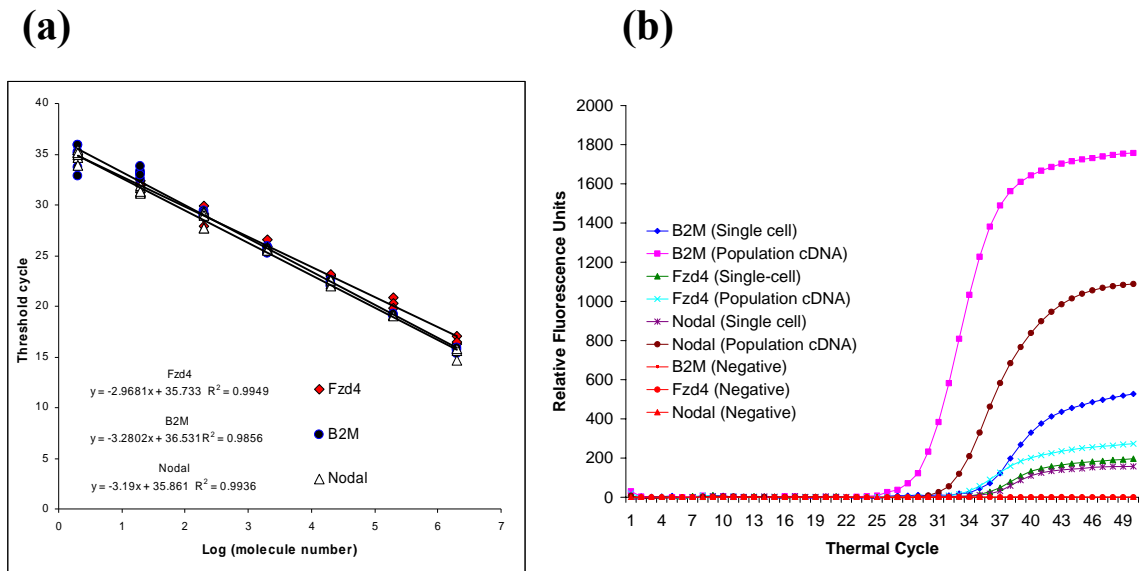 (a)
(b)
40
35
30
25
20
15
10
5
0
0 1 2 3 4 5 6 7
Threshold cycle
Log (molecule number)
Fzd4
y = -2.9681x + 35.733 R² = 0.9949
B2M
y = -3.2802x + 36.531 R² = 0.9856
Nodal
y = -3.19x + 35.861 R² = 0.9936
Fzd4
B2M
Nodal
2000
1800
1600
1400
1200
1000
800
600
400
200
0
Relative Fluorescence Units
B2M (Single cell)
B2M (Population cDNA)
Fzd4 (Single-cell)
Fzd4 (Population cDNA)
Nodal (Single cell)
Nodal (Population cDNA)
B2M (Negative)
Fzd4 (Negative)
Nodal (Negative)
1 4 7 10 13 16 19 22 25 28 31 34 37 40 43 46 49
Thermal Cycle